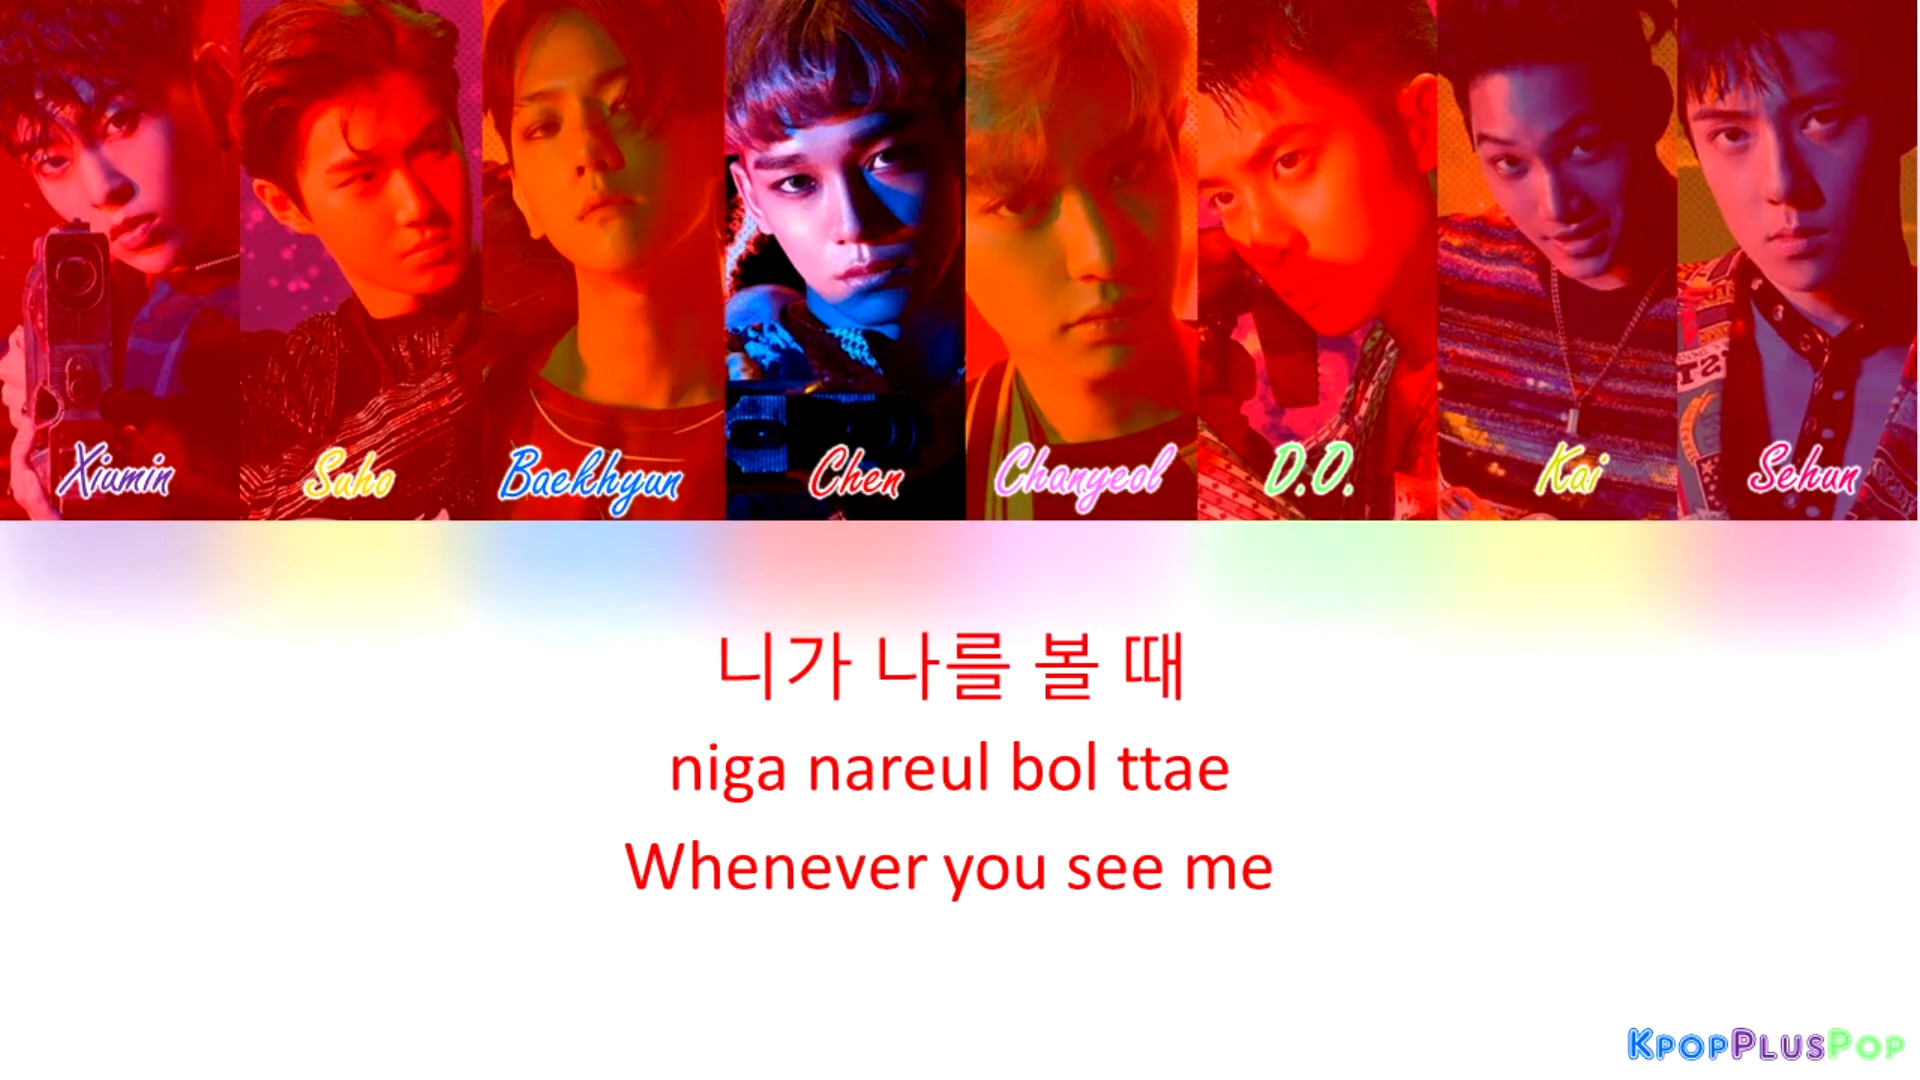 Xiumin
Suho
Baekhyun
Chen
Chanyeol
D.O.
Kai
Sehun
니가 나를 볼 때
niga nareul bol ttae
Whenever you see me
KPOPPLUSPOP